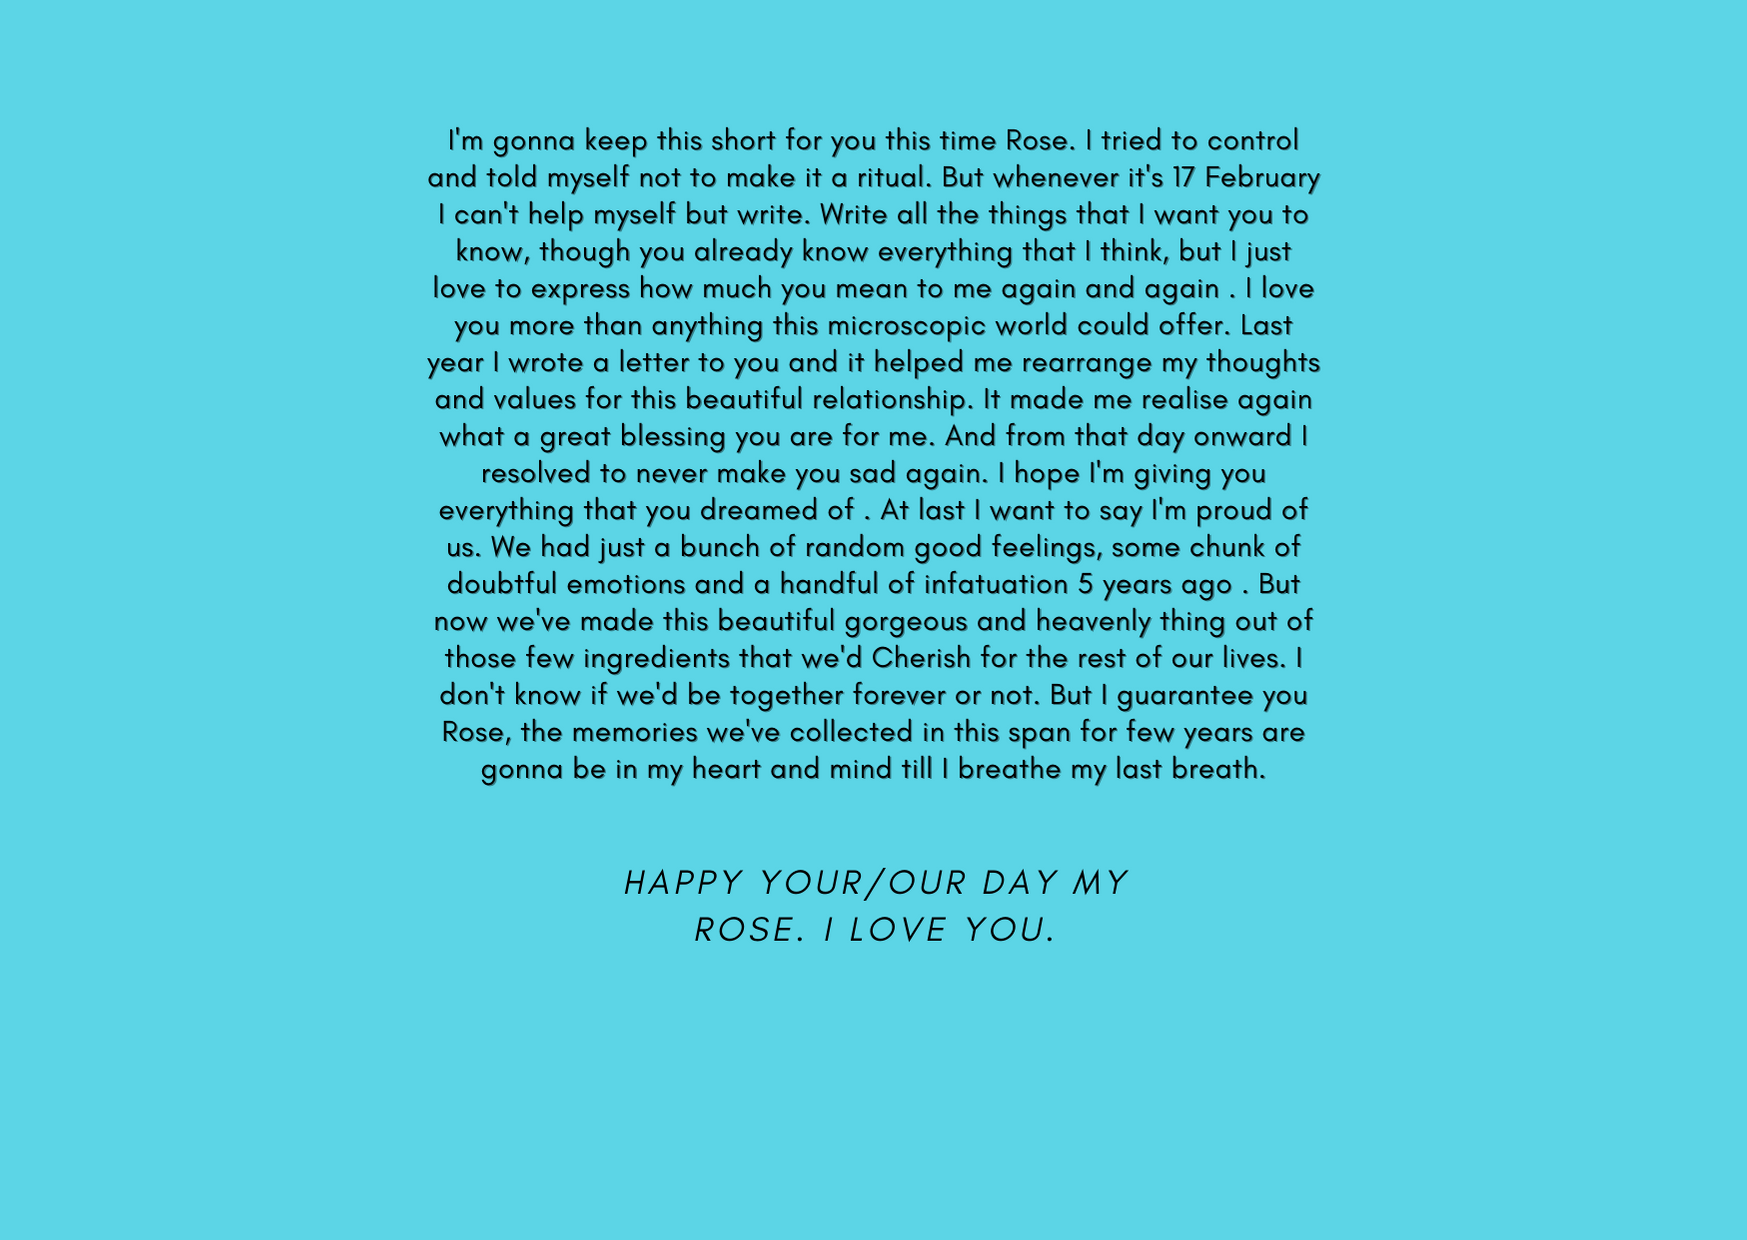 I'm gonna keep this short for you this time Rose. I tried to control
and told myself not to make it a ritual. But whenever it's 17 February
I can't help myself but write. Write all the things that I want you to
know, though you already know everything that I think, but I just
love to express how much you mean to me again and again . I love
you more than anything this microscopic world could offer. Last
year I wrote a letter to you and it helped me rearrange my thoughts
and values for this beautiful relationship. It made me realise again
what a great blessing you are for me. And from that day onward I
resolved to never make you sad again. I hope I'm giving you
everything that you dreamed of . At last I want to say I'm proud of
us. We had just a bunch of random good feelings, some chunk of
doubtful emotions and a handful of infatuation 5 years ago . But
now we've made this beautiful gorgeous and heavenly thing out of
those few ingredients that we'd Cherish for the rest of our lives. I
don't know if we'd be together forever or not. But I guarantee you
Rose, the memories we've collected in this span for few years are
gonna be in my heart and mind till I breathe my last breath.
HAPPY YOUR/OUR DAY MY
ROSE. I LOVE YOU.